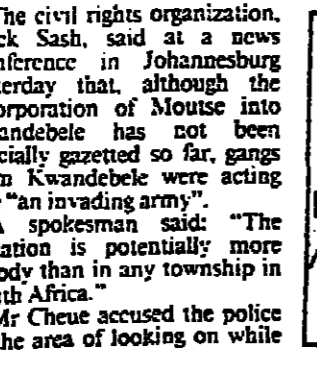 The civil rights organization,
ck Sash, said at a news
nference in Johannesburg
terday that, although the
orporation of Moutse into
andebele has not been
cially gazetted so far, gangs
m Kwandebele were acting
"an invading army".
A spokesman said: "The
ation is potentially more
ody than in any township in
th Africa."
Mr Cheue accused the police
the area of looking on while